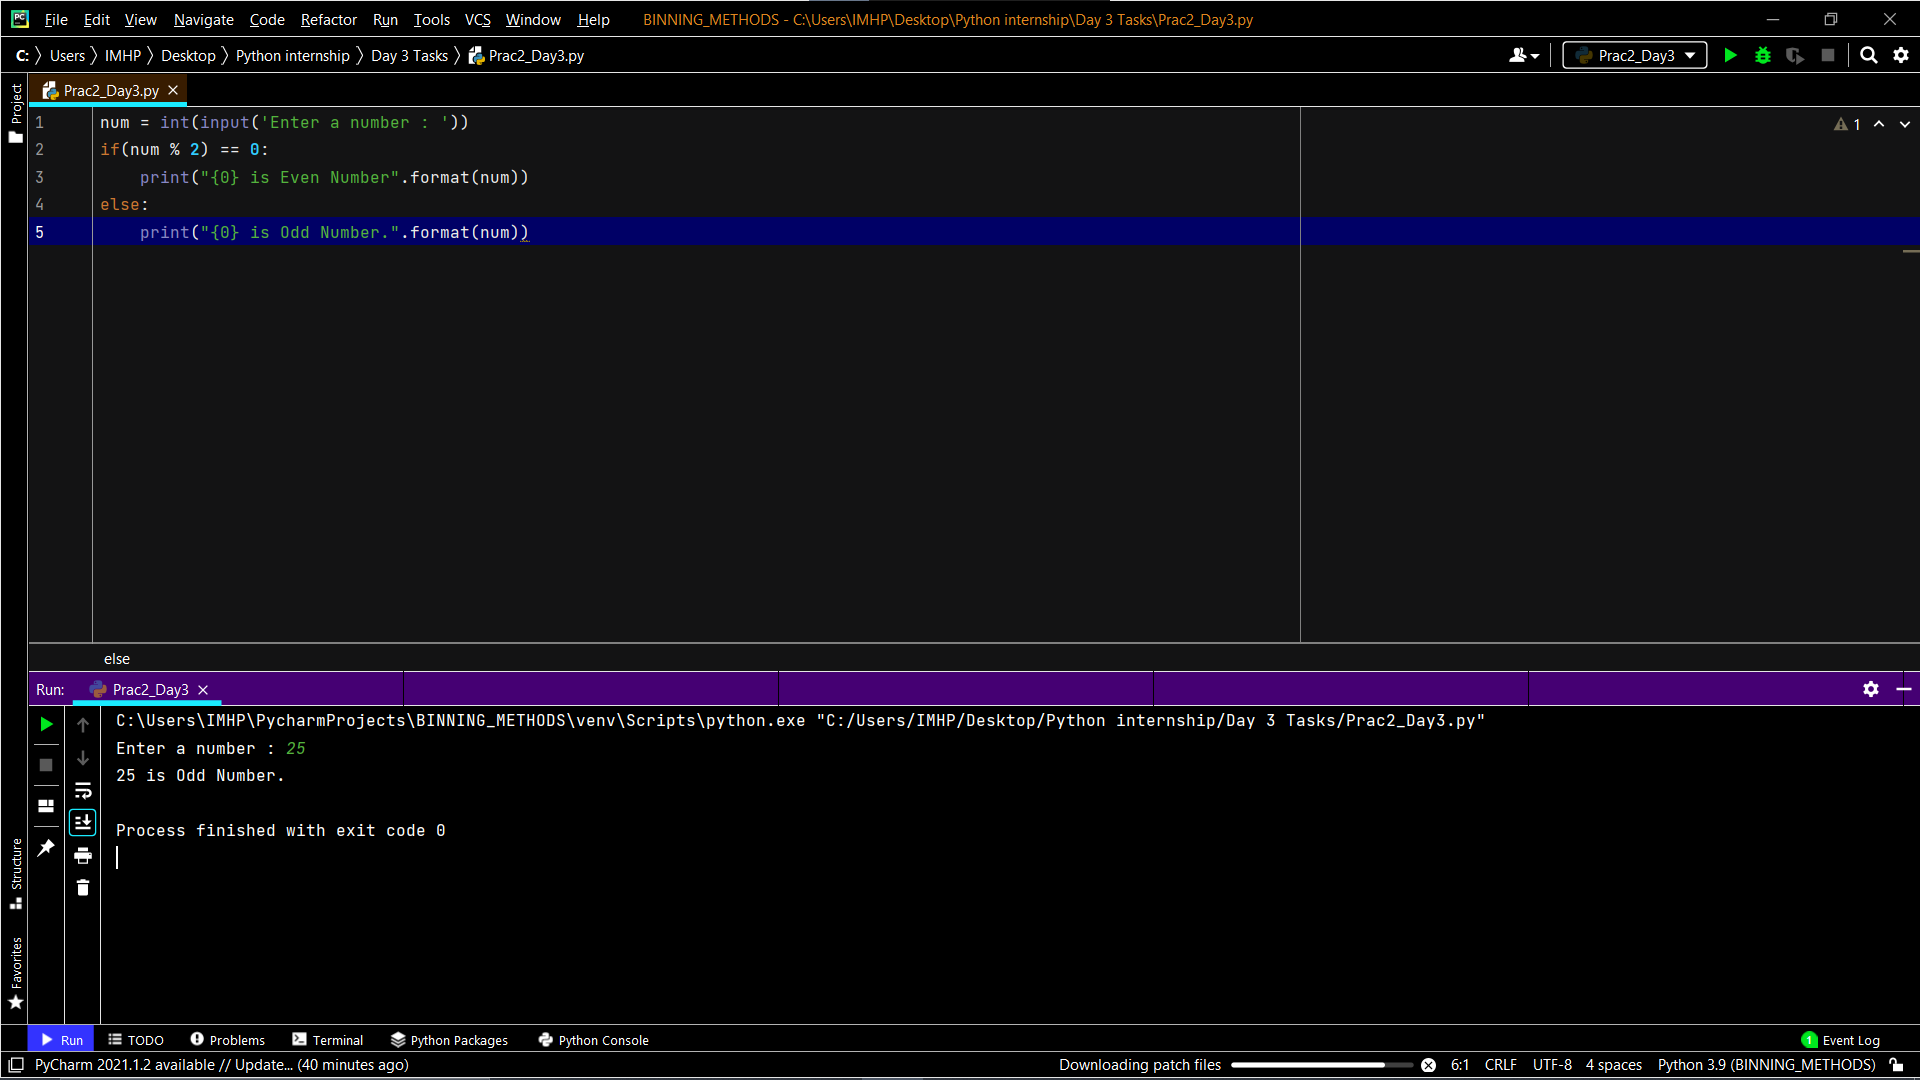 PC File Edit View Navigate Code Refactor Run Tools VCS Window Help BINNING_METHODS - C:\Users\IMHP\Desktop\Python internship\Day 3 Tasks\Prac2_Day3.py
C: Users IMHP Desktop Python internship Day 3 Tasks Prac2_Day3.py Prac2_Day3
Project
Prac2_Day3.py
1 num = int(input('Enter a number : '))
2 if(num % 2) == 0:
3     print("{0} is Even Number".format(num))
4 else:
5     print("{0} is Odd Number.".format(num))
1
else
Run: Prac2_Day3
C:\Users\IMHP\PycharmProjects\BINNING_METHODS\venv\Scripts\python.exe "C:/Users/IMHP/Desktop/Python internship/Day 3 Tasks/Prac2_Day3.py"
Enter a number : 25
25 is Odd Number.
Process finished with exit code 0
Structure
Favorites
Run TODO Problems Terminal Python Packages Python Console 1 Event Log
PyCharm 2021.1.2 available // Update... (40 minutes ago) Downloading patch files 6:1 CRLF UTF-8 4 spaces Python 3.9 (BINNING_METHODS)